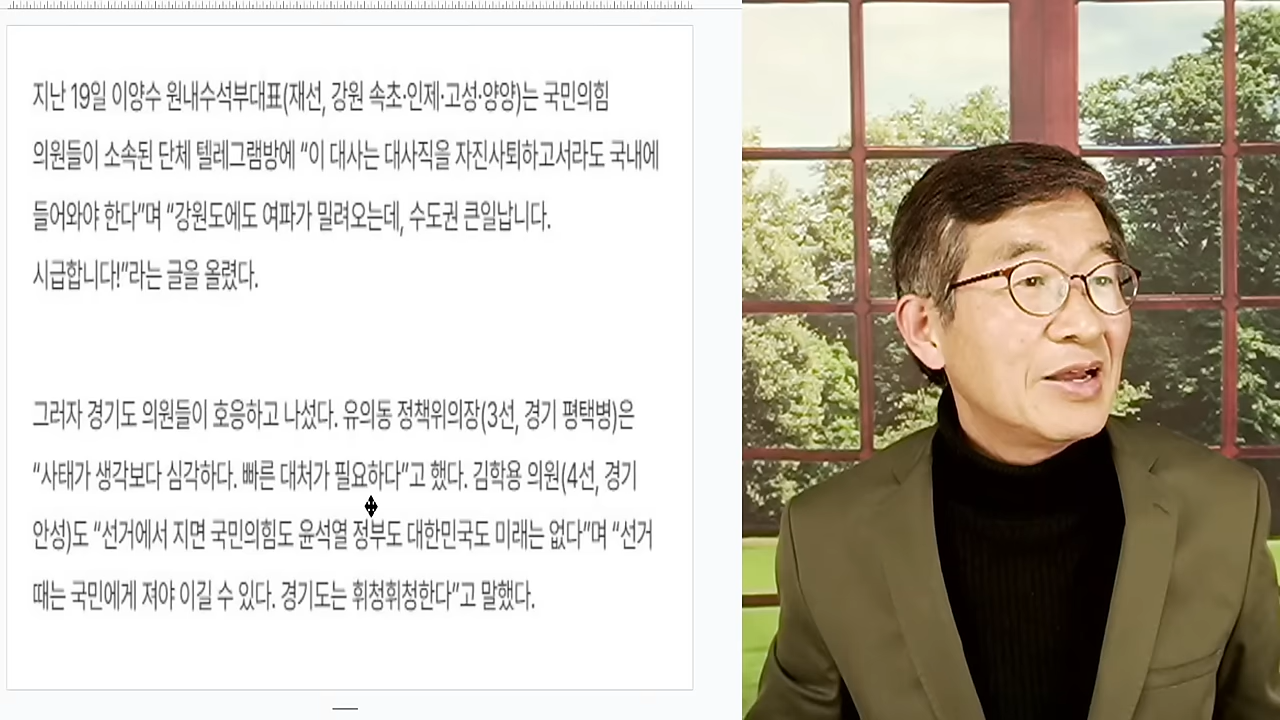 지난 19일 이양수 원내수석부대표(재선, 강원 속초·인제·고성·양양)는 국민의힘
의원들이 소속된 단체 텔레그램방에 “이 대사는 대사직을 자진사퇴하고서라도 국내에
들어와야 한다”며 “강원도에도 여파가 밀려오는데, 수도권 큰일납니다.
시급합니다!”라는 글을 올렸다.
그러자 경기도 의원들이 호응하고 나섰다. 유의동 정책위의장(3선, 경기 평택병)은
“사태가 생각보다 심각하다. 빠른 대처가 필요하다”고 했다. 김학용 의원(4선, 경기
안성)도 “선거에서 지면 국민의힘도 윤석열 정부도 대한민국도 미래는 없다”며 “선거
때는 국민에게 져야 이길 수 있다. 경기도는 휘청휘청한다”고 말했다.